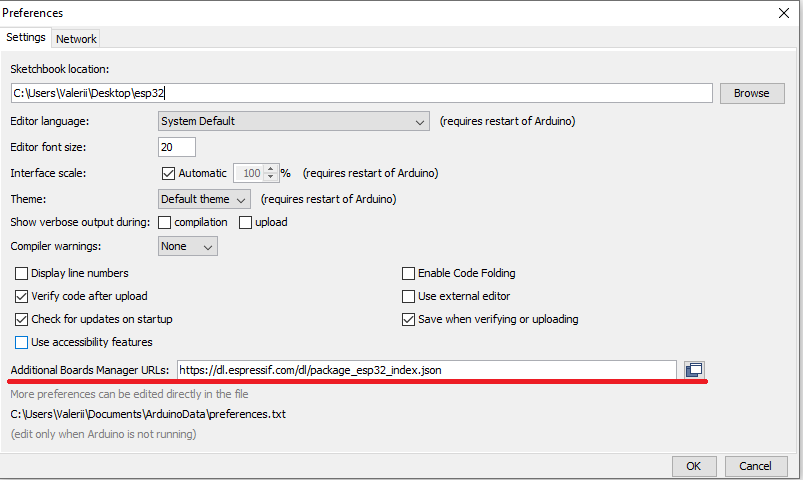 Preferences
Settings Network
Sketchbook location:
C:\Users\Valerii\Desktop\esp32 Browse
Editor language: System Default (requires restart of Arduino)
Editor font size: 20
Interface scale: Automatic 100 % (requires restart of Arduino)
Theme: Default theme (requires restart of Arduino)
Show verbose output during: compilation upload
Compiler warnings: None
Display line numbers Enable Code Folding
Verify code after upload Use external editor
Check for updates on startup Save when verifying or uploading
Use accessibility features
Additional Boards Manager URLs: https://dl.espressif.com/dl/package_esp32_index.json
More preferences can be edited directly in the file
C:\Users\Valerii\Documents\ArduinoData\preferences.txt
(edit only when Arduino is not running)
OK Cancel